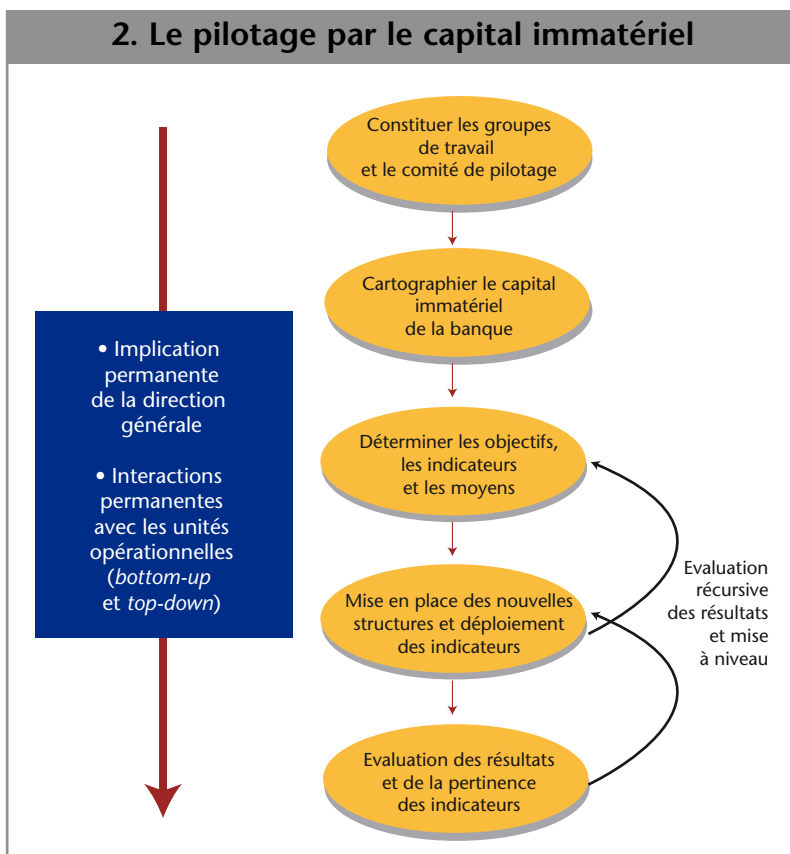 2. Le pilotage par le capital immatériel
Constituer les groupes
de travail
et le comité de pilotage
Cartographier le capital
immatériel
de la banque
• Implication
permanente
de la direction
générale
• Interactions
permanentes
avec les unités
opérationnelles
(bottom-up
et top-down)
Déterminer les objectifs,
les indicateurs
et les moyens
Mise en place des nouvelles
structures et déploiement
des indicateurs
Evaluation
récursive
des résultats
et mise
à niveau
Evaluation des résultats
et de la pertinence
des indicateurs